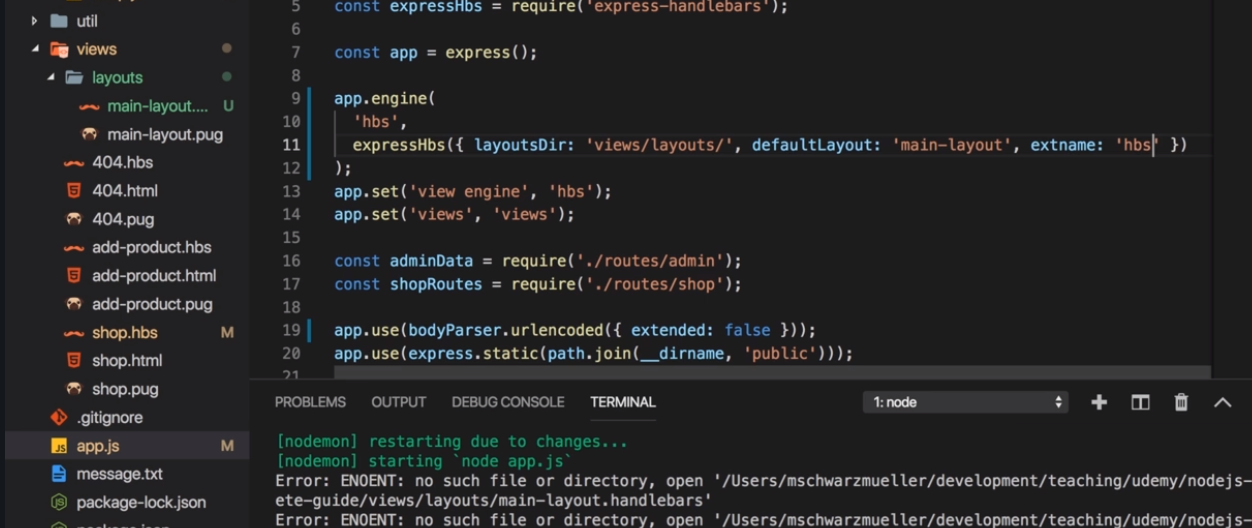 util
views
layouts
main-layout.... U
main-layout.pug
404.hbs
404.html
404.pug
add-product.hbs
add-product.html
add-product.pug
shop.hbs M
shop.html
shop.pug
.gitignore
JS app.js M
message.txt
package-lock.json
5 const expressHbs = require('express-handlebars');
6
7 const app = express();
8
9 app.engine(
10 'hbs',
11 expressHbs({ layoutsDir: 'views/layouts/', defaultLayout: 'main-layout', extname: 'hbs' })
12 );
13 app.set('view engine', 'hbs');
14 app.set('views', 'views');
15
16 const adminData = require('./routes/admin');
17 const shopRoutes = require('./routes/shop');
18
19 app.use(bodyParser.urlencoded({ extended: false }));
20 app.use(express.static(path.join(__dirname, 'public')));
21
PROBLEMS OUTPUT DEBUG CONSOLE TERMINAL 1: node
[nodemon] restarting due to changes...
[nodemon] starting `node app.js`
Error: ENOENT: no such file or directory, open '/Users/mschwarzmueller/development/teaching/udemy/nodejs-
ete-guide/views/layouts/main-layout.handlebars'
Error: ENOENT: no such file or directory, open '/Users/mschwarzmueller/development/teaching/udemy/nodejs-